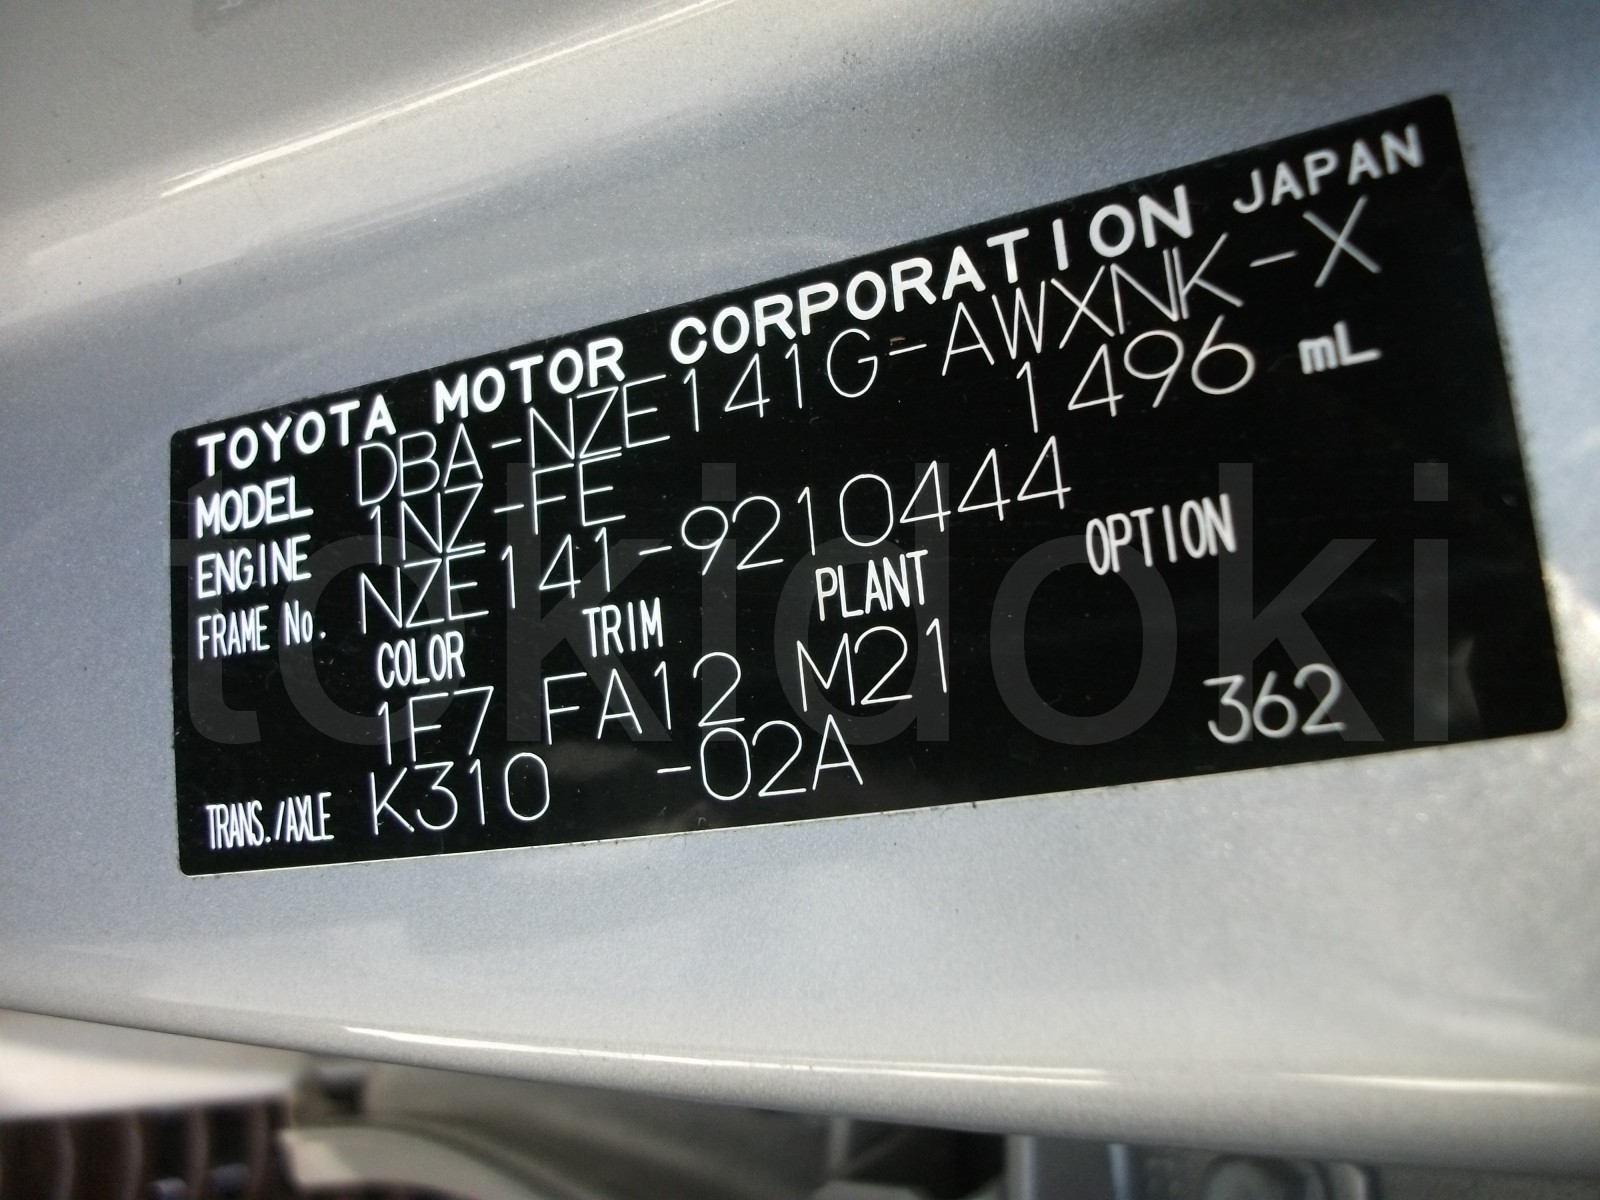 TOYOTA MOTOR CORPORATION JAPAN
MODEL DBA-NZE141G-AWXNK-X
ENGINE 1NZ-FE 1496 mL
FRAME No. NZE141-9210444
COLOR TRIM PLANT OPTION
1F7 FA12 M21 362
TRANS./AXLE K310 -02A
tokidoki